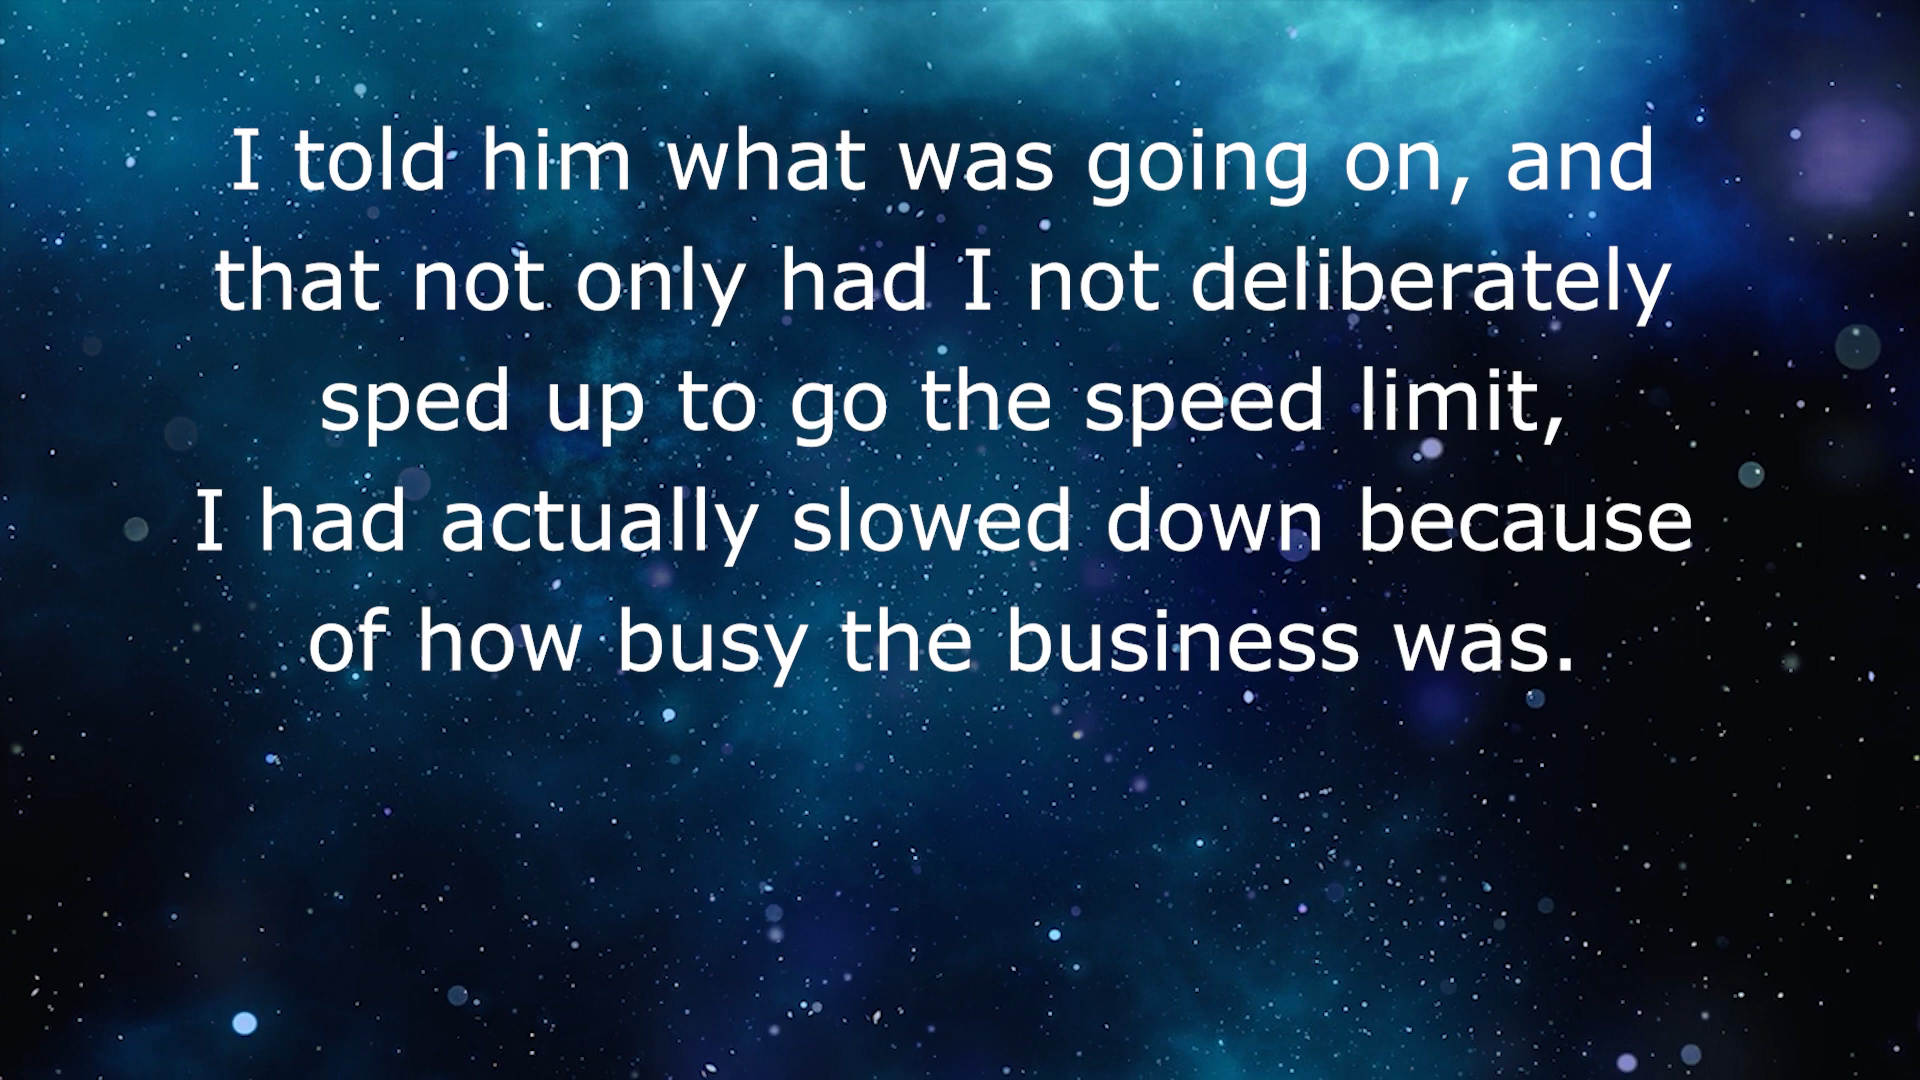 I told him what was going on, and
that not only had I not deliberately
sped up to go the speed limit,
I had actually slowed down because
of how busy the business was.